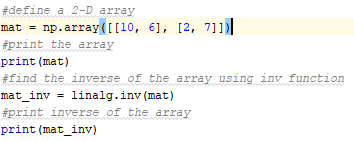 #define a 2-D array
mat = np.array([[10, 6], [2, 7]])
#print the array
print(mat)
#find the inverse of the array using inv function
mat_inv = linalg.inv(mat)
#print inverse of the array
print(mat_inv)